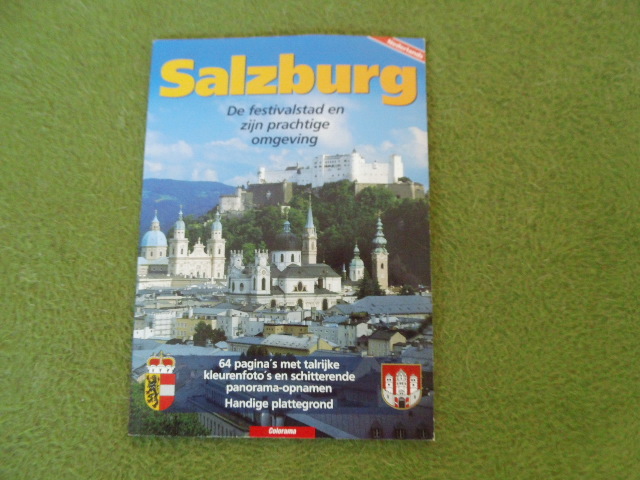 Nederlands
Salzburg
De festivalstad en
zijn prachtige
omgeving
64 pagina's met talrijke
kleurenfoto's en schitterende
panorama-opnamen
Handige plattegrond
Colorama